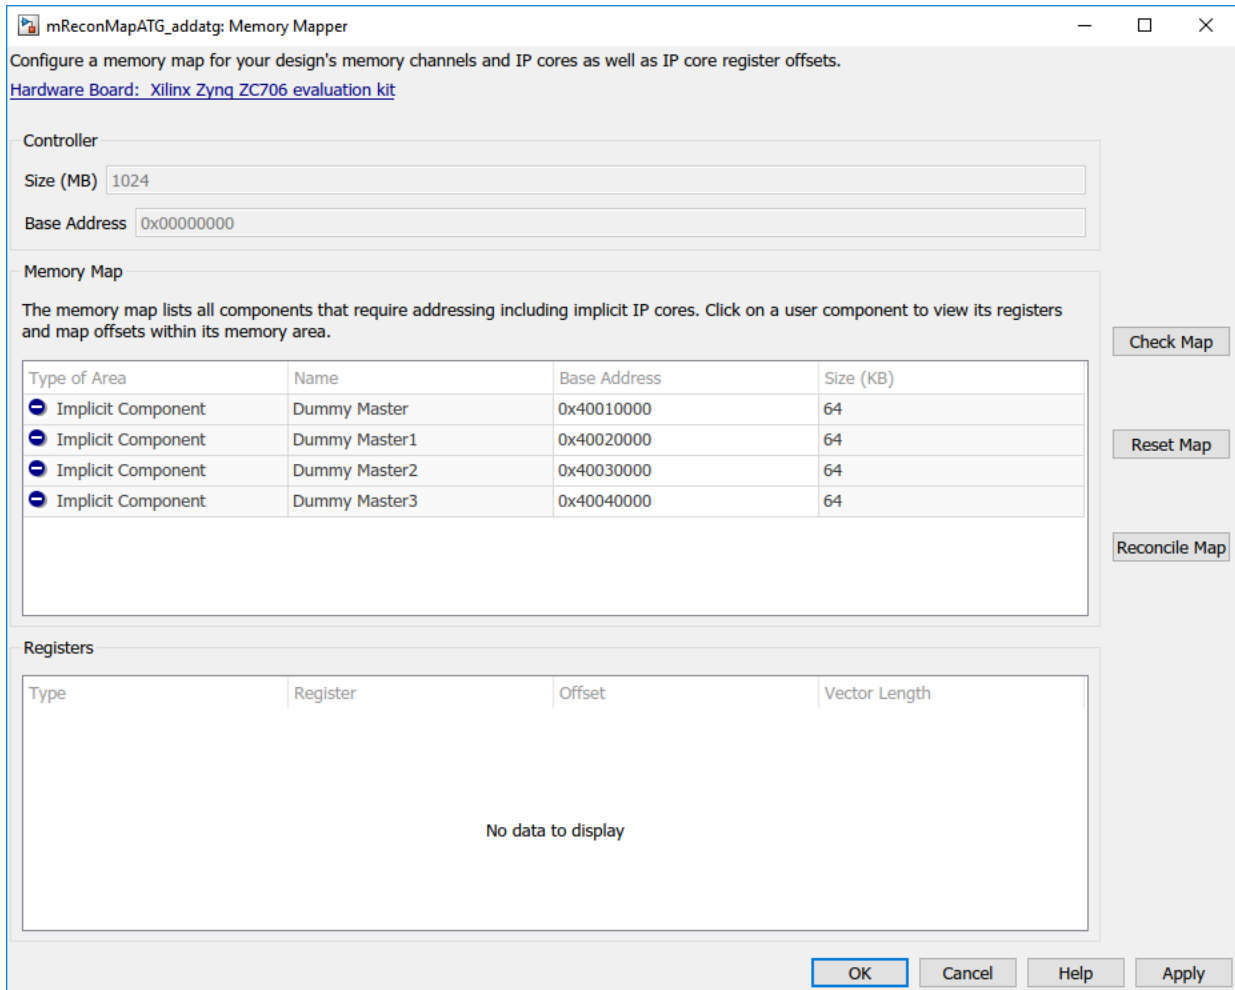 mReconMapATG_addatg: Memory Mapper
Configure a memory map for your design's memory channels and IP cores as well as IP core register offsets.
Hardware Board: Xilinx Zynq ZC706 evaluation kit
Controller
Size (MB) 1024
Base Address 0x00000000
Memory Map
The memory map lists all components that require addressing including implicit IP cores. Click on a user component to view its registers
and map offsets within its memory area.
Type of Area Name Base Address Size (KB)
Implicit Component Dummy Master 0x40010000 64
Implicit Component Dummy Master1 0x40020000 64
Implicit Component Dummy Master2 0x40030000 64
Implicit Component Dummy Master3 0x40040000 64
Check Map
Reset Map
Reconcile Map
Registers
Type Register Offset Vector Length
No data to display
OK Cancel Help Apply